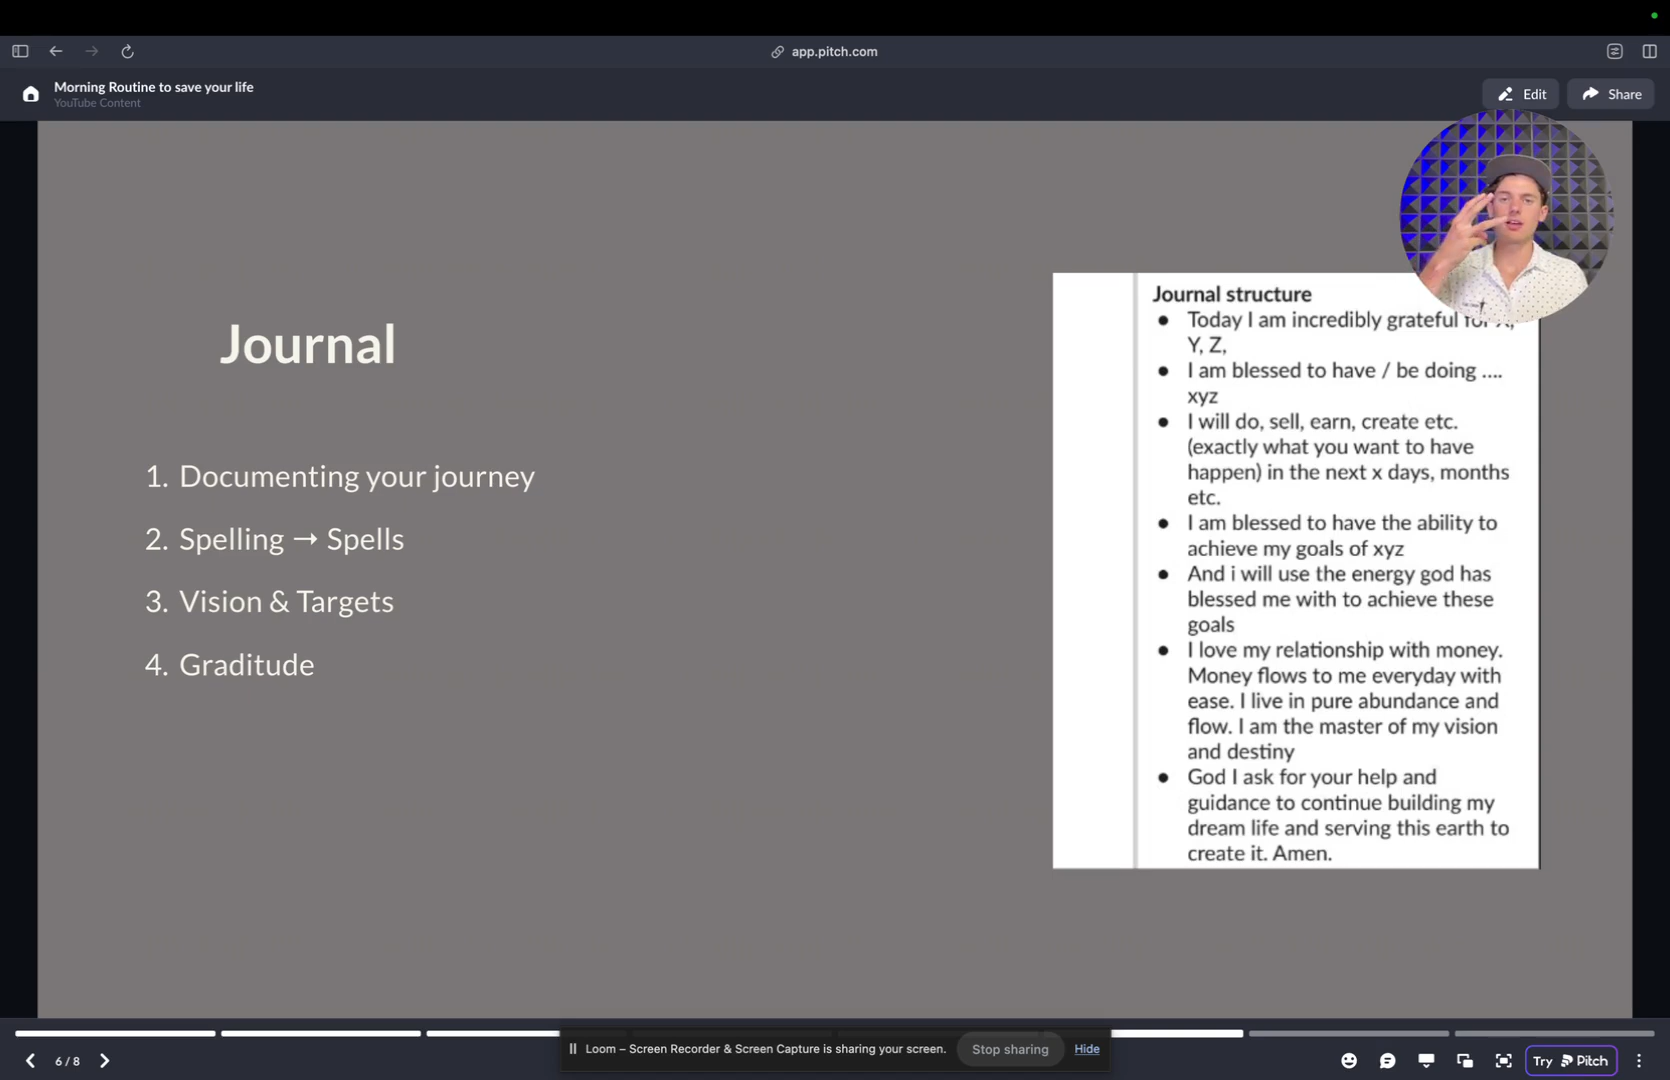 app.pitch.com
Morning Routine to save your life
YouTube Content
Edit
Share
Journal
1. Documenting your journey
2. Spelling → Spells
3. Vision & Targets
4. Graditude
Journal structure
● Today I am incredibly grateful for X,
Y, Z,
● I am blessed to have / be doing ....
xyz
● I will do, sell, earn, create etc.
(exactly what you want to have
happen) in the next x days, months
etc.
● I am blessed to have the ability to
achieve my goals of xyz
● And i will use the energy god has
blessed me with to achieve these
goals
● I love my relationship with money.
Money flows to me everyday with
ease. I live in pure abundance and
flow. I am the master of my vision
and destiny
● God I ask for your help and
guidance to continue building my
dream life and serving this earth to
create it. Amen.
6 / 8
Loom – Screen Recorder & Screen Capture is sharing your screen.
Stop sharing
Hide
Try Pitch